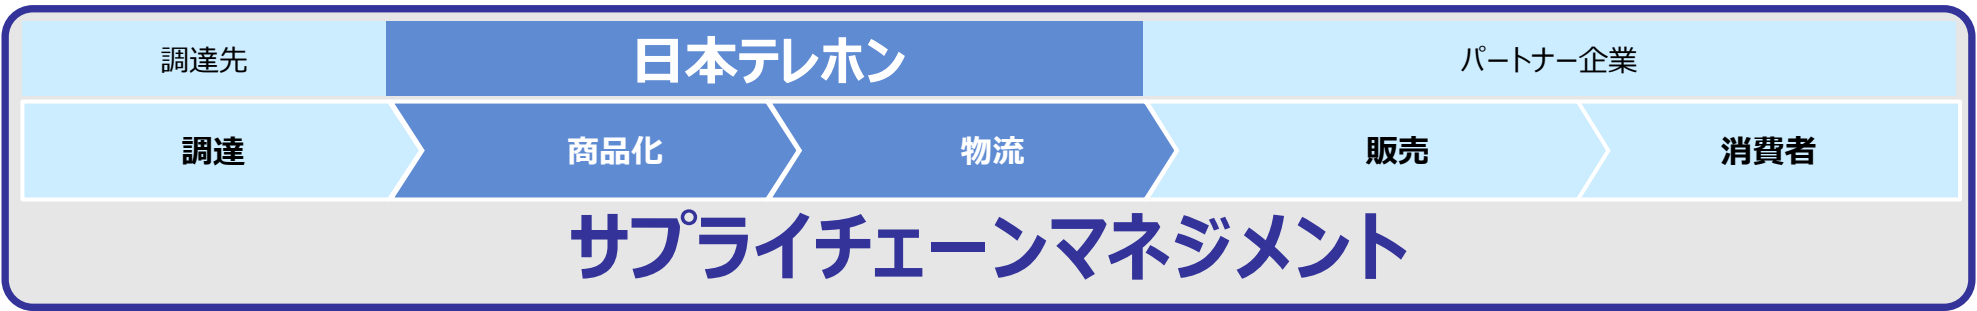 調達先 日本テレホン パートナー企業
調達 商品化 物流 販売 消費者
サプライチェーンマネジメント